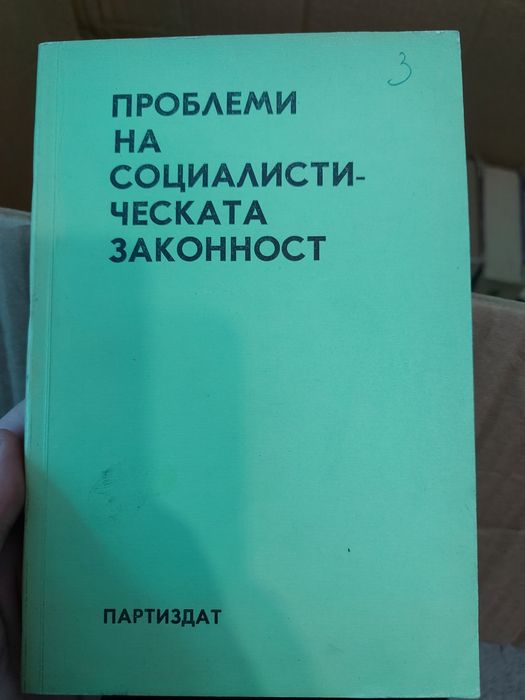 3
ПРОБЛЕМИ
НА
СОЦИАЛИСТИ-
ЧЕСКАТА
ЗАКОННОСТ
ПАРТИЗДАТ